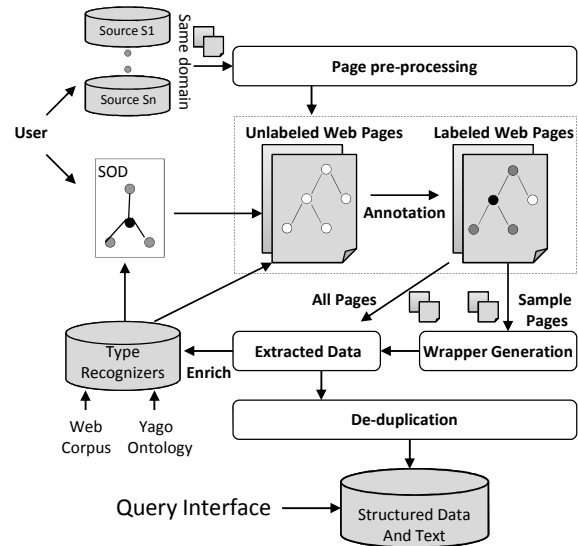 Source S1
Same domain
Page pre-processing
Source Sn
User
Unlabeled Web Pages
Labeled Web Pages
SOD
Annotation
All Pages
Sample
Pages
Type
Recognizers
Enrich
Extracted Data
Wrapper Generation
Web
Corpus
Yago
Ontology
De-duplication
Query Interface
Structured Data
And Text